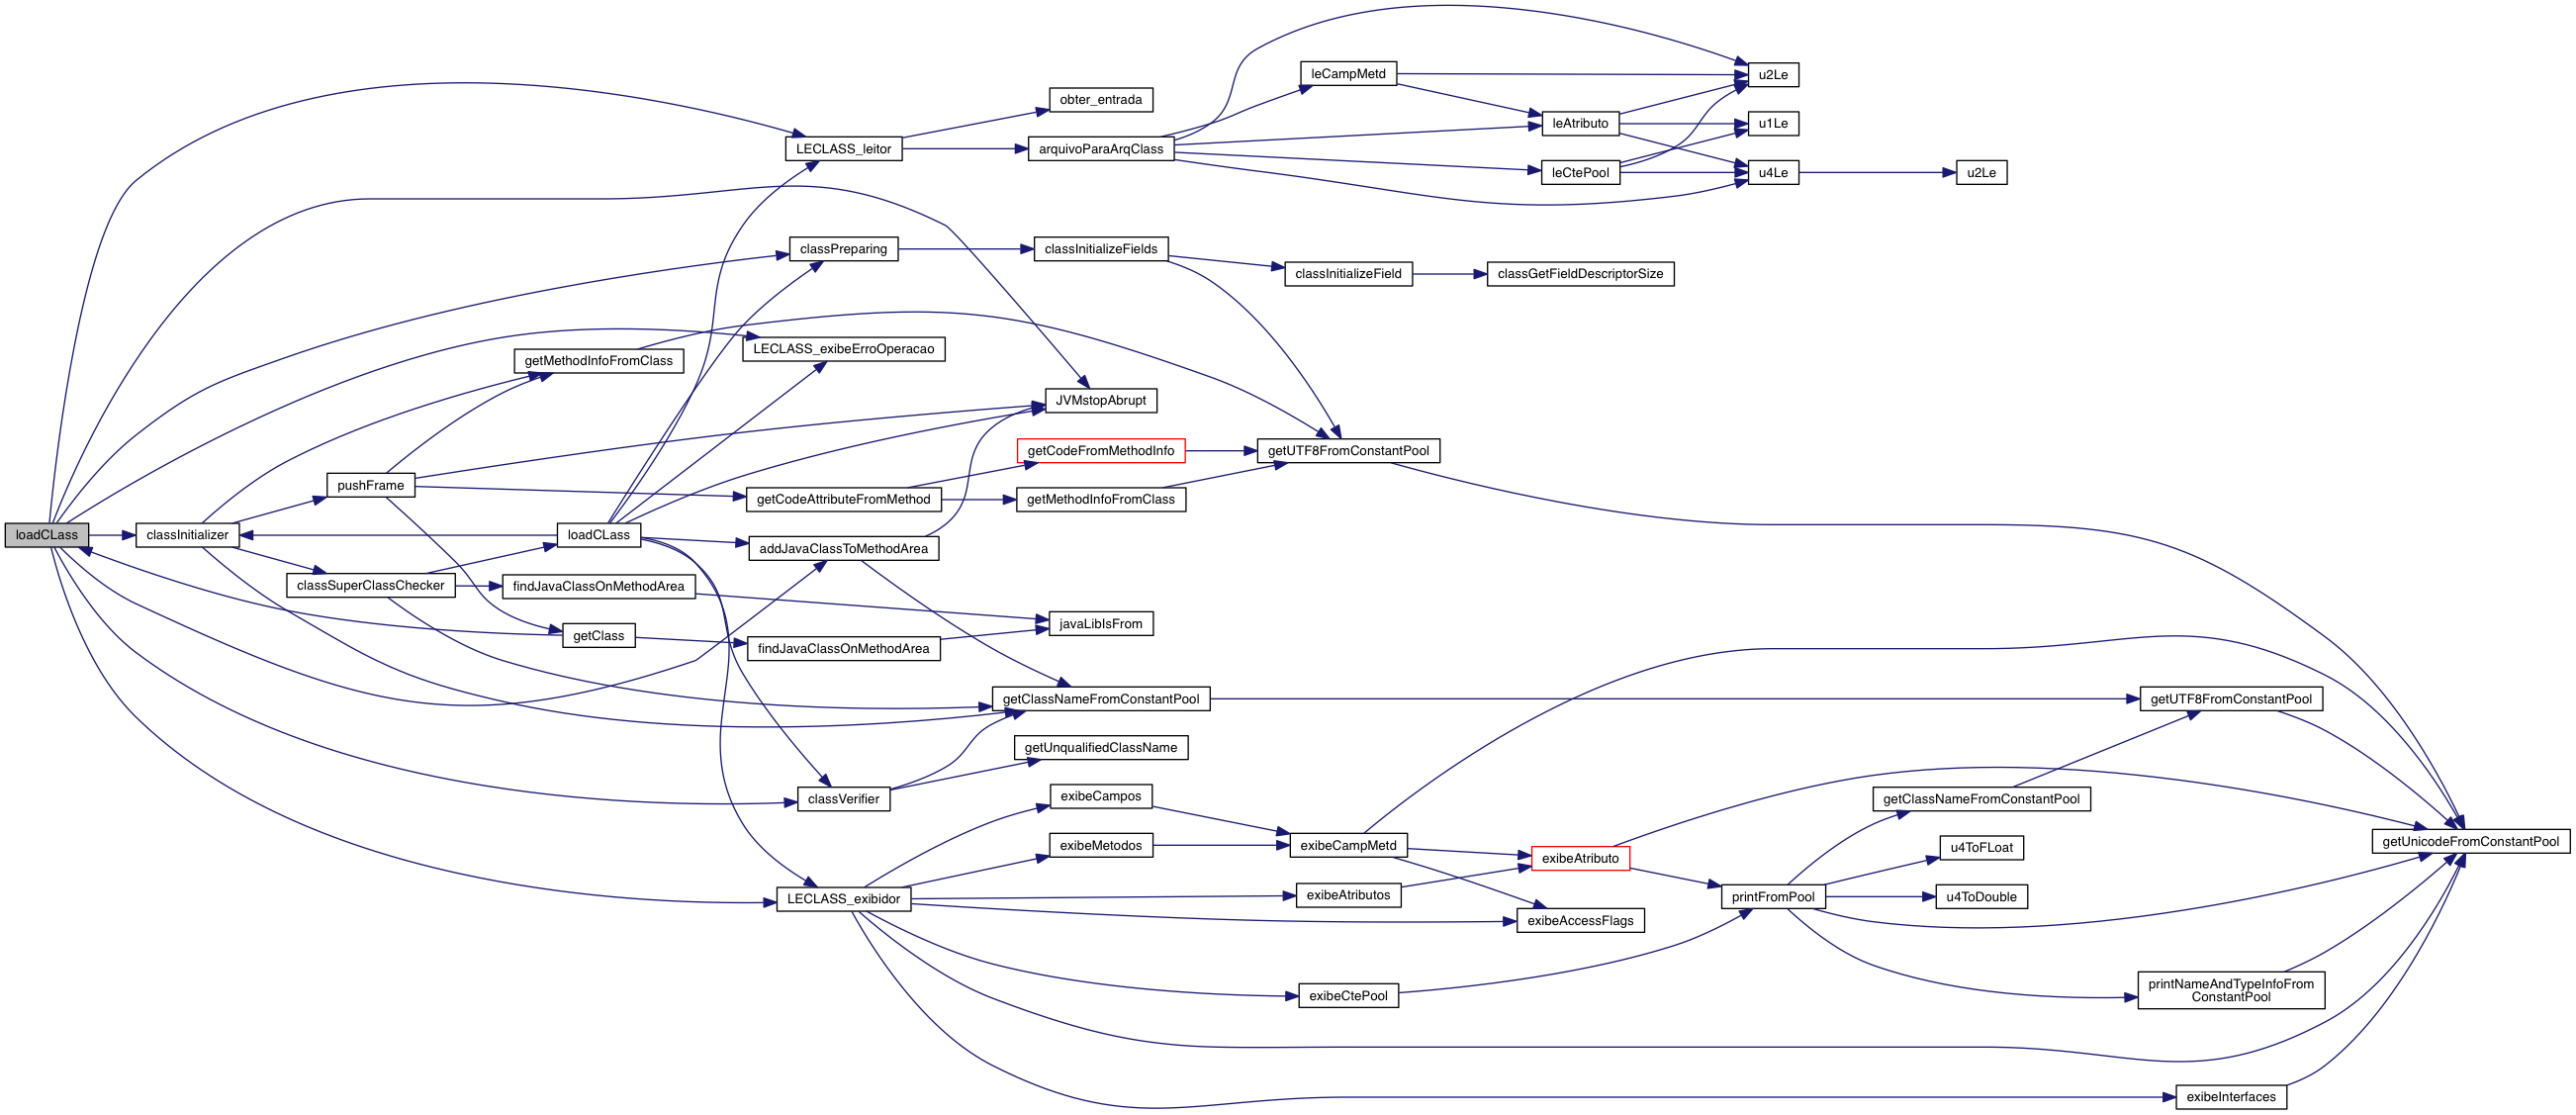 u2Le
leCampMetd
obter_entrada
leAtributo
u1Le
LECLASS_leitor
arquivoParaArqClass
leCtePool
u4Le
u2Le
classPreparing
classInitializeFields
classInitializeField
classGetFieldDescriptorSize
LECLASS_exibeErroOperacao
getMethodInfoFromClass
JVMstopAbrupt
getCodeFromMethodInfo
getUTF8FromConstantPool
pushFrame
getCodeAttributeFromMethod
getMethodInfoFromClass
loadCLass
classInitializer
loadCLass
addJavaClassToMethodArea
classSuperClassChecker
findJavaClassOnMethodArea
javaLibIsFrom
getClass
findJavaClassOnMethodArea
getClassNameFromConstantPool
getUTF8FromConstantPool
getUnqualifiedClassName
classVerifier
exibeCampos
getClassNameFromConstantPool
exibeMetodos
exibeCampMetd
exibeAtributo
u4ToFLoat
getUnicodeFromConstantPool
LECLASS_exibidor
exibeAtributos
printFromPool
u4ToDouble
exibeAccessFlags
exibeCtePool
printNameAndTypeInfoFrom
ConstantPool
exibeInterfaces